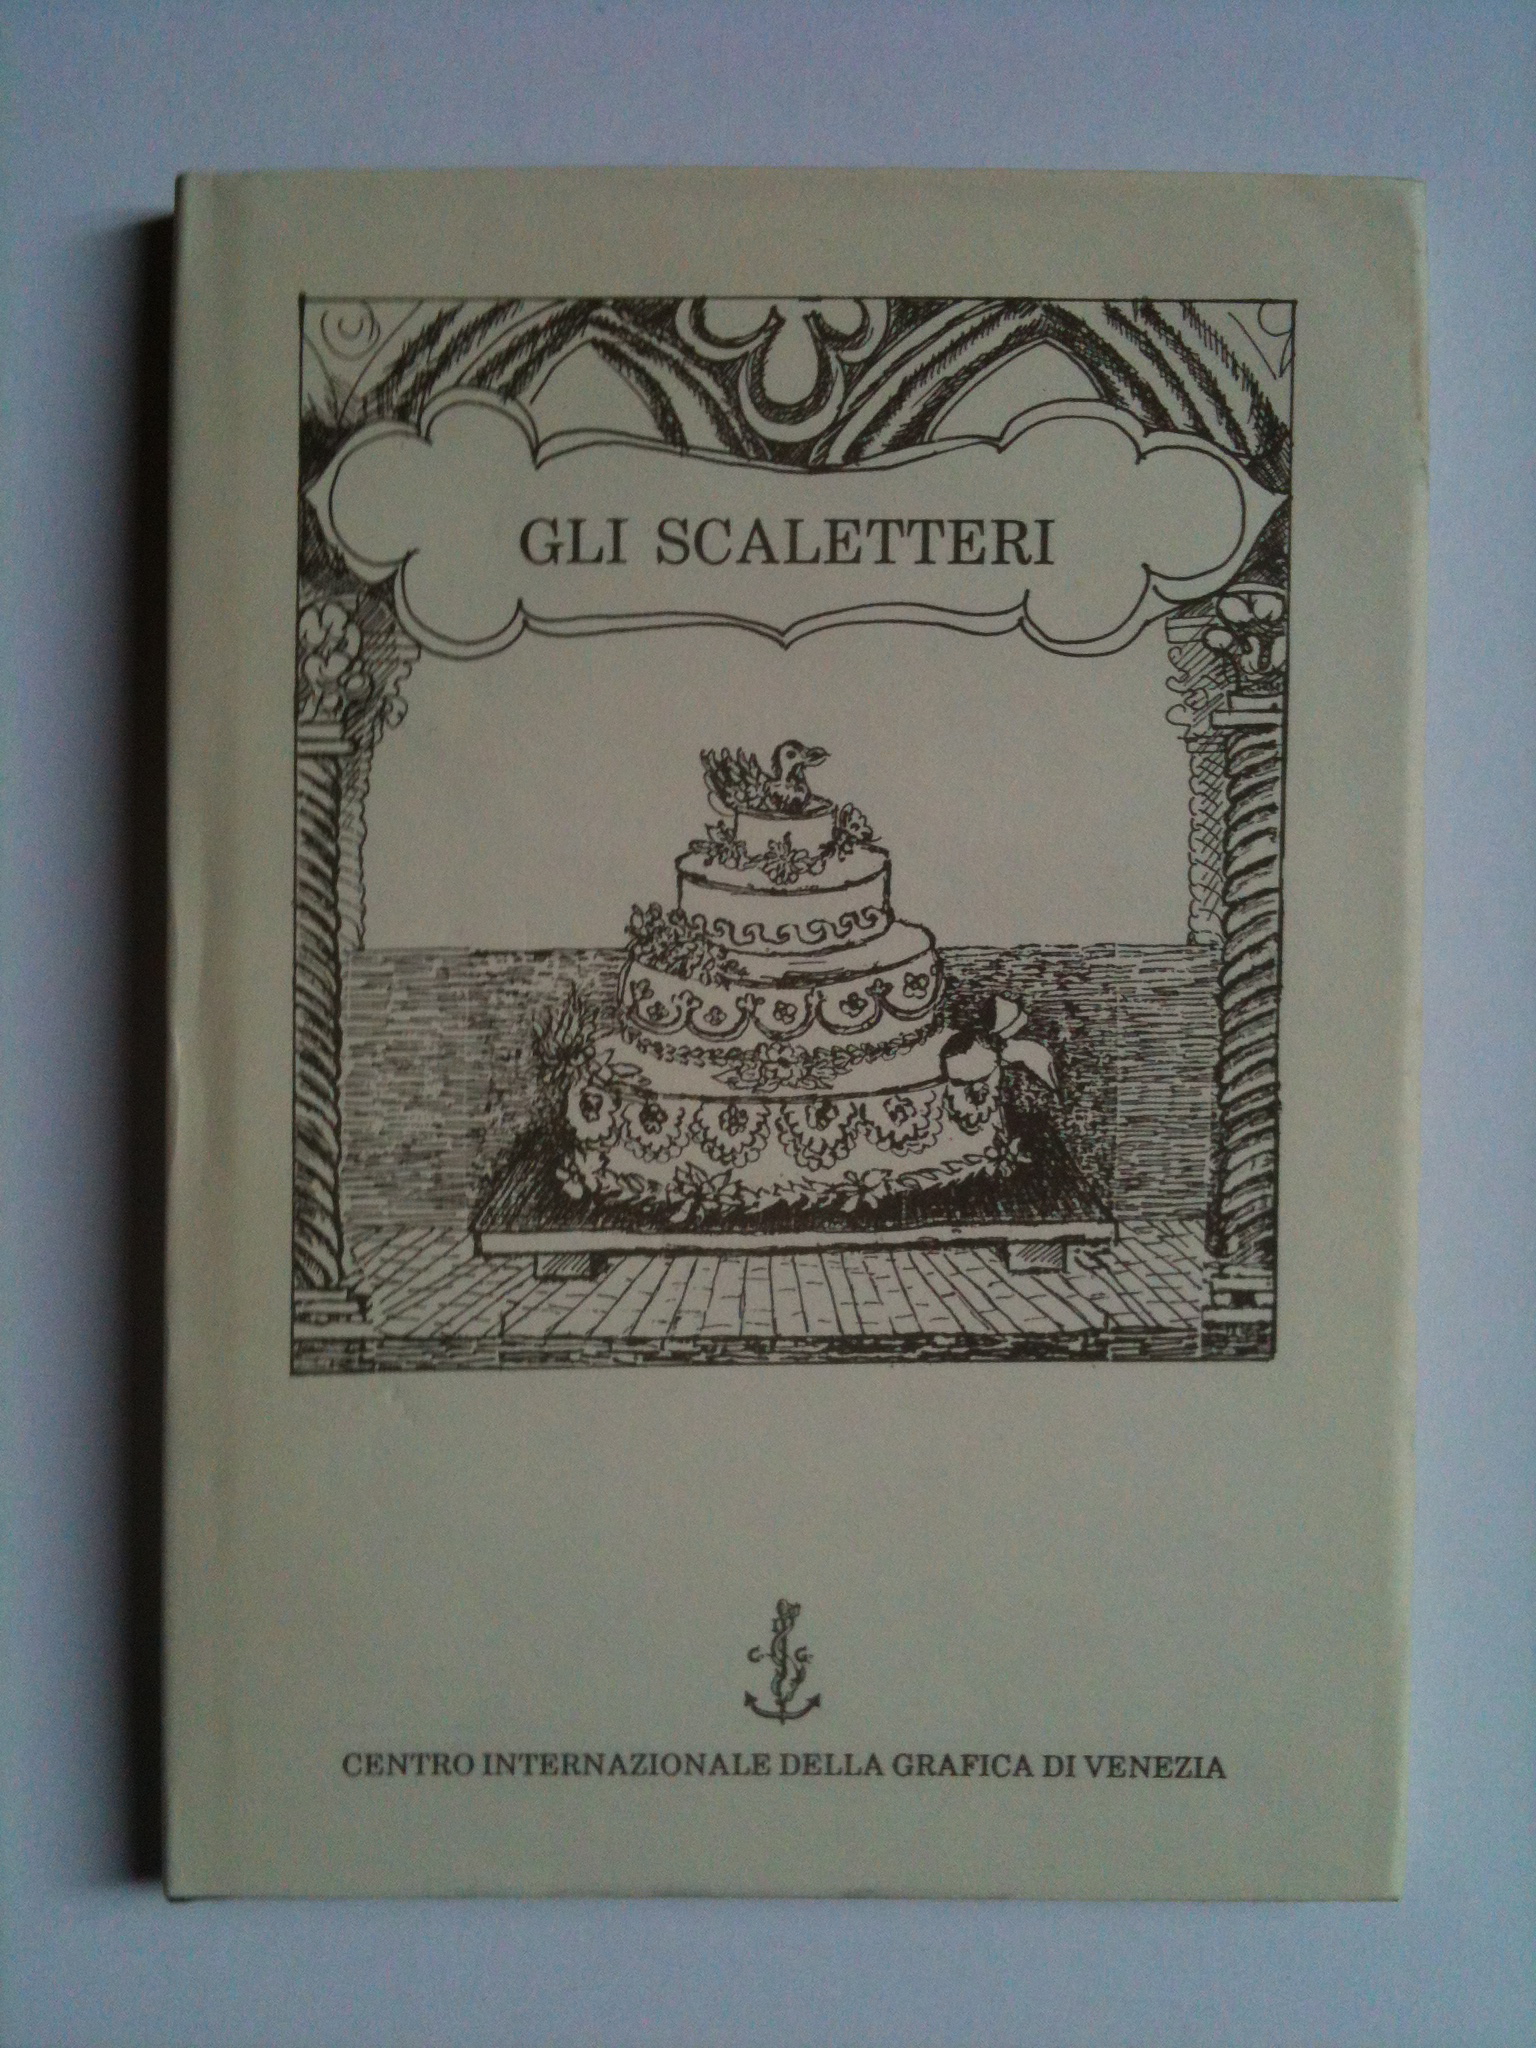 GLI SCALETTERI
C G
CENTRO INTERNAZIONALE DELLA GRAFICA DI VENEZIA